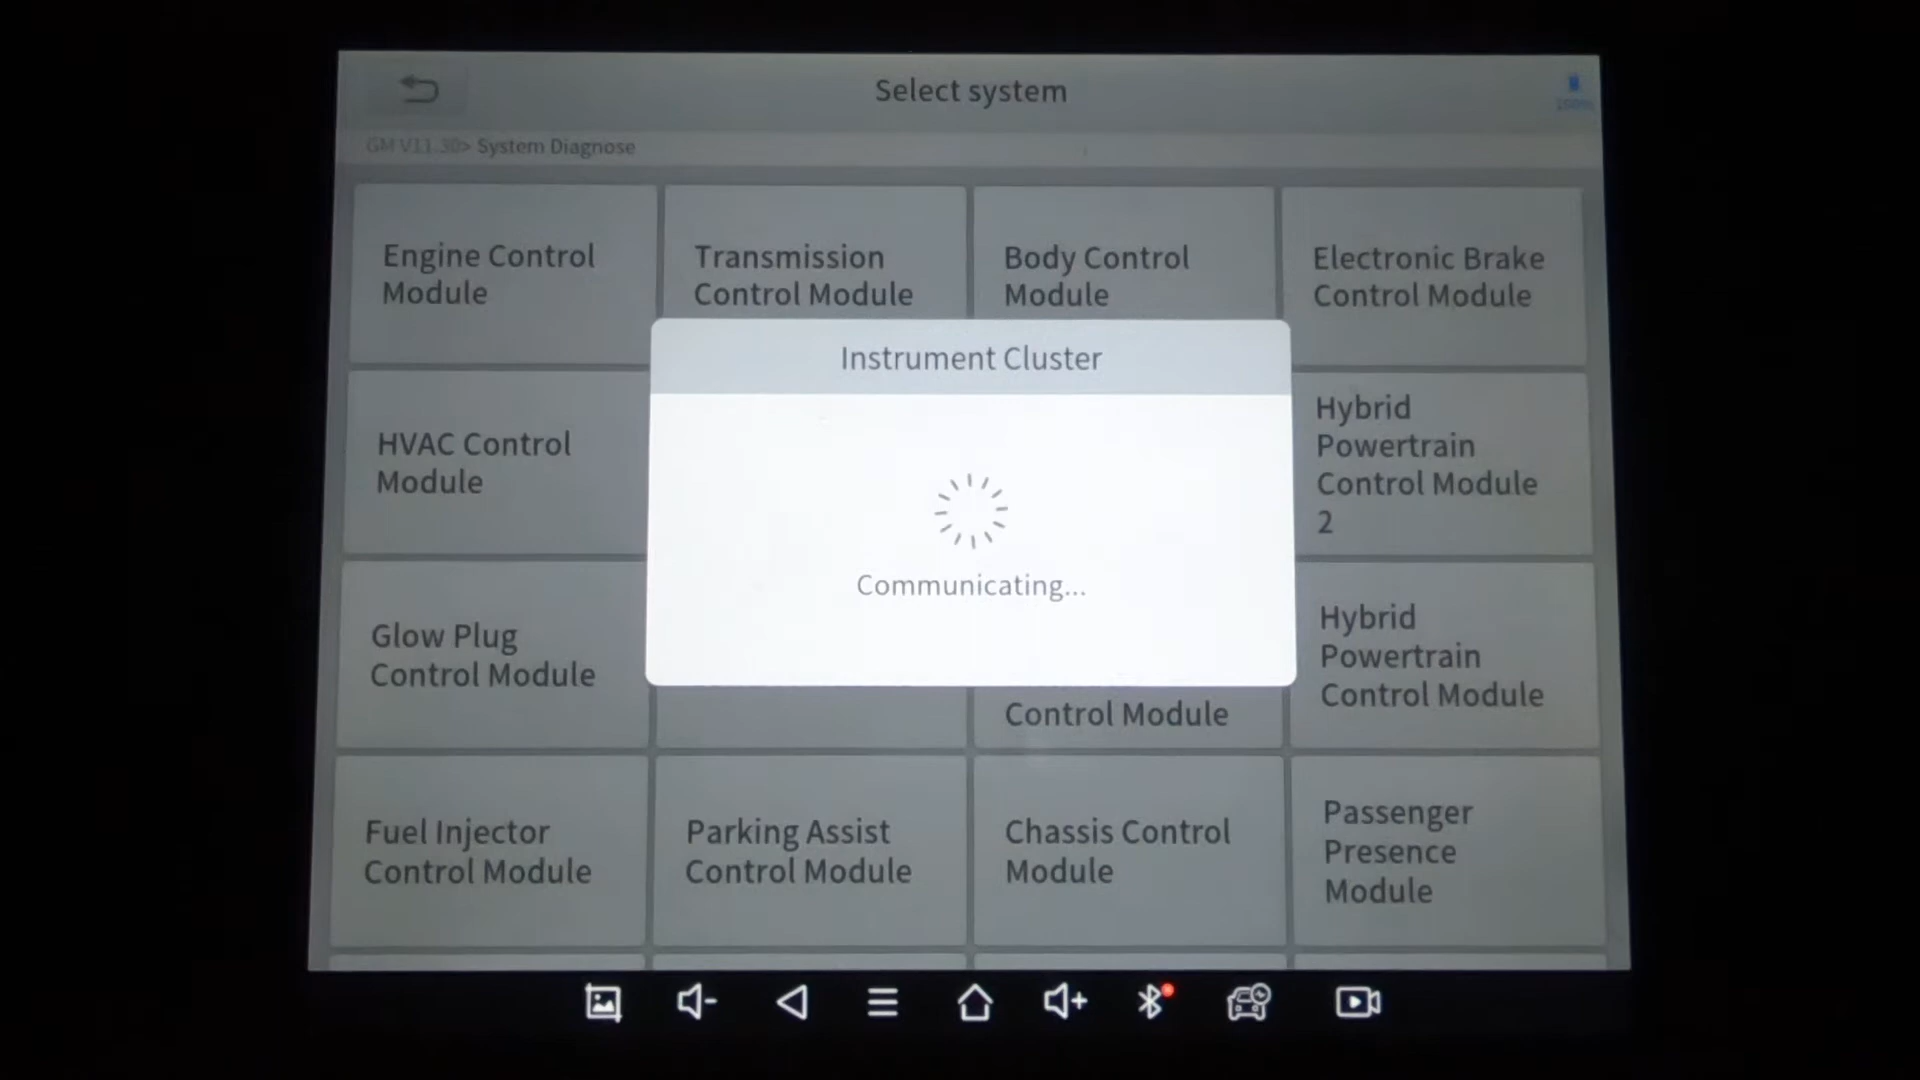 Select system
100%
GM V11.30> System Diagnose
Engine Control
Module
Transmission
Control Module
Body Control
Module
Electronic Brake
Control Module
Instrument Cluster
Communicating...
HVAC Control
Module
Hybrid
Powertrain
Control Module
2
Glow Plug
Control Module
Control Module
Hybrid
Powertrain
Control Module
Fuel Injector
Control Module
Parking Assist
Control Module
Chassis Control
Module
Passenger
Presence
Module